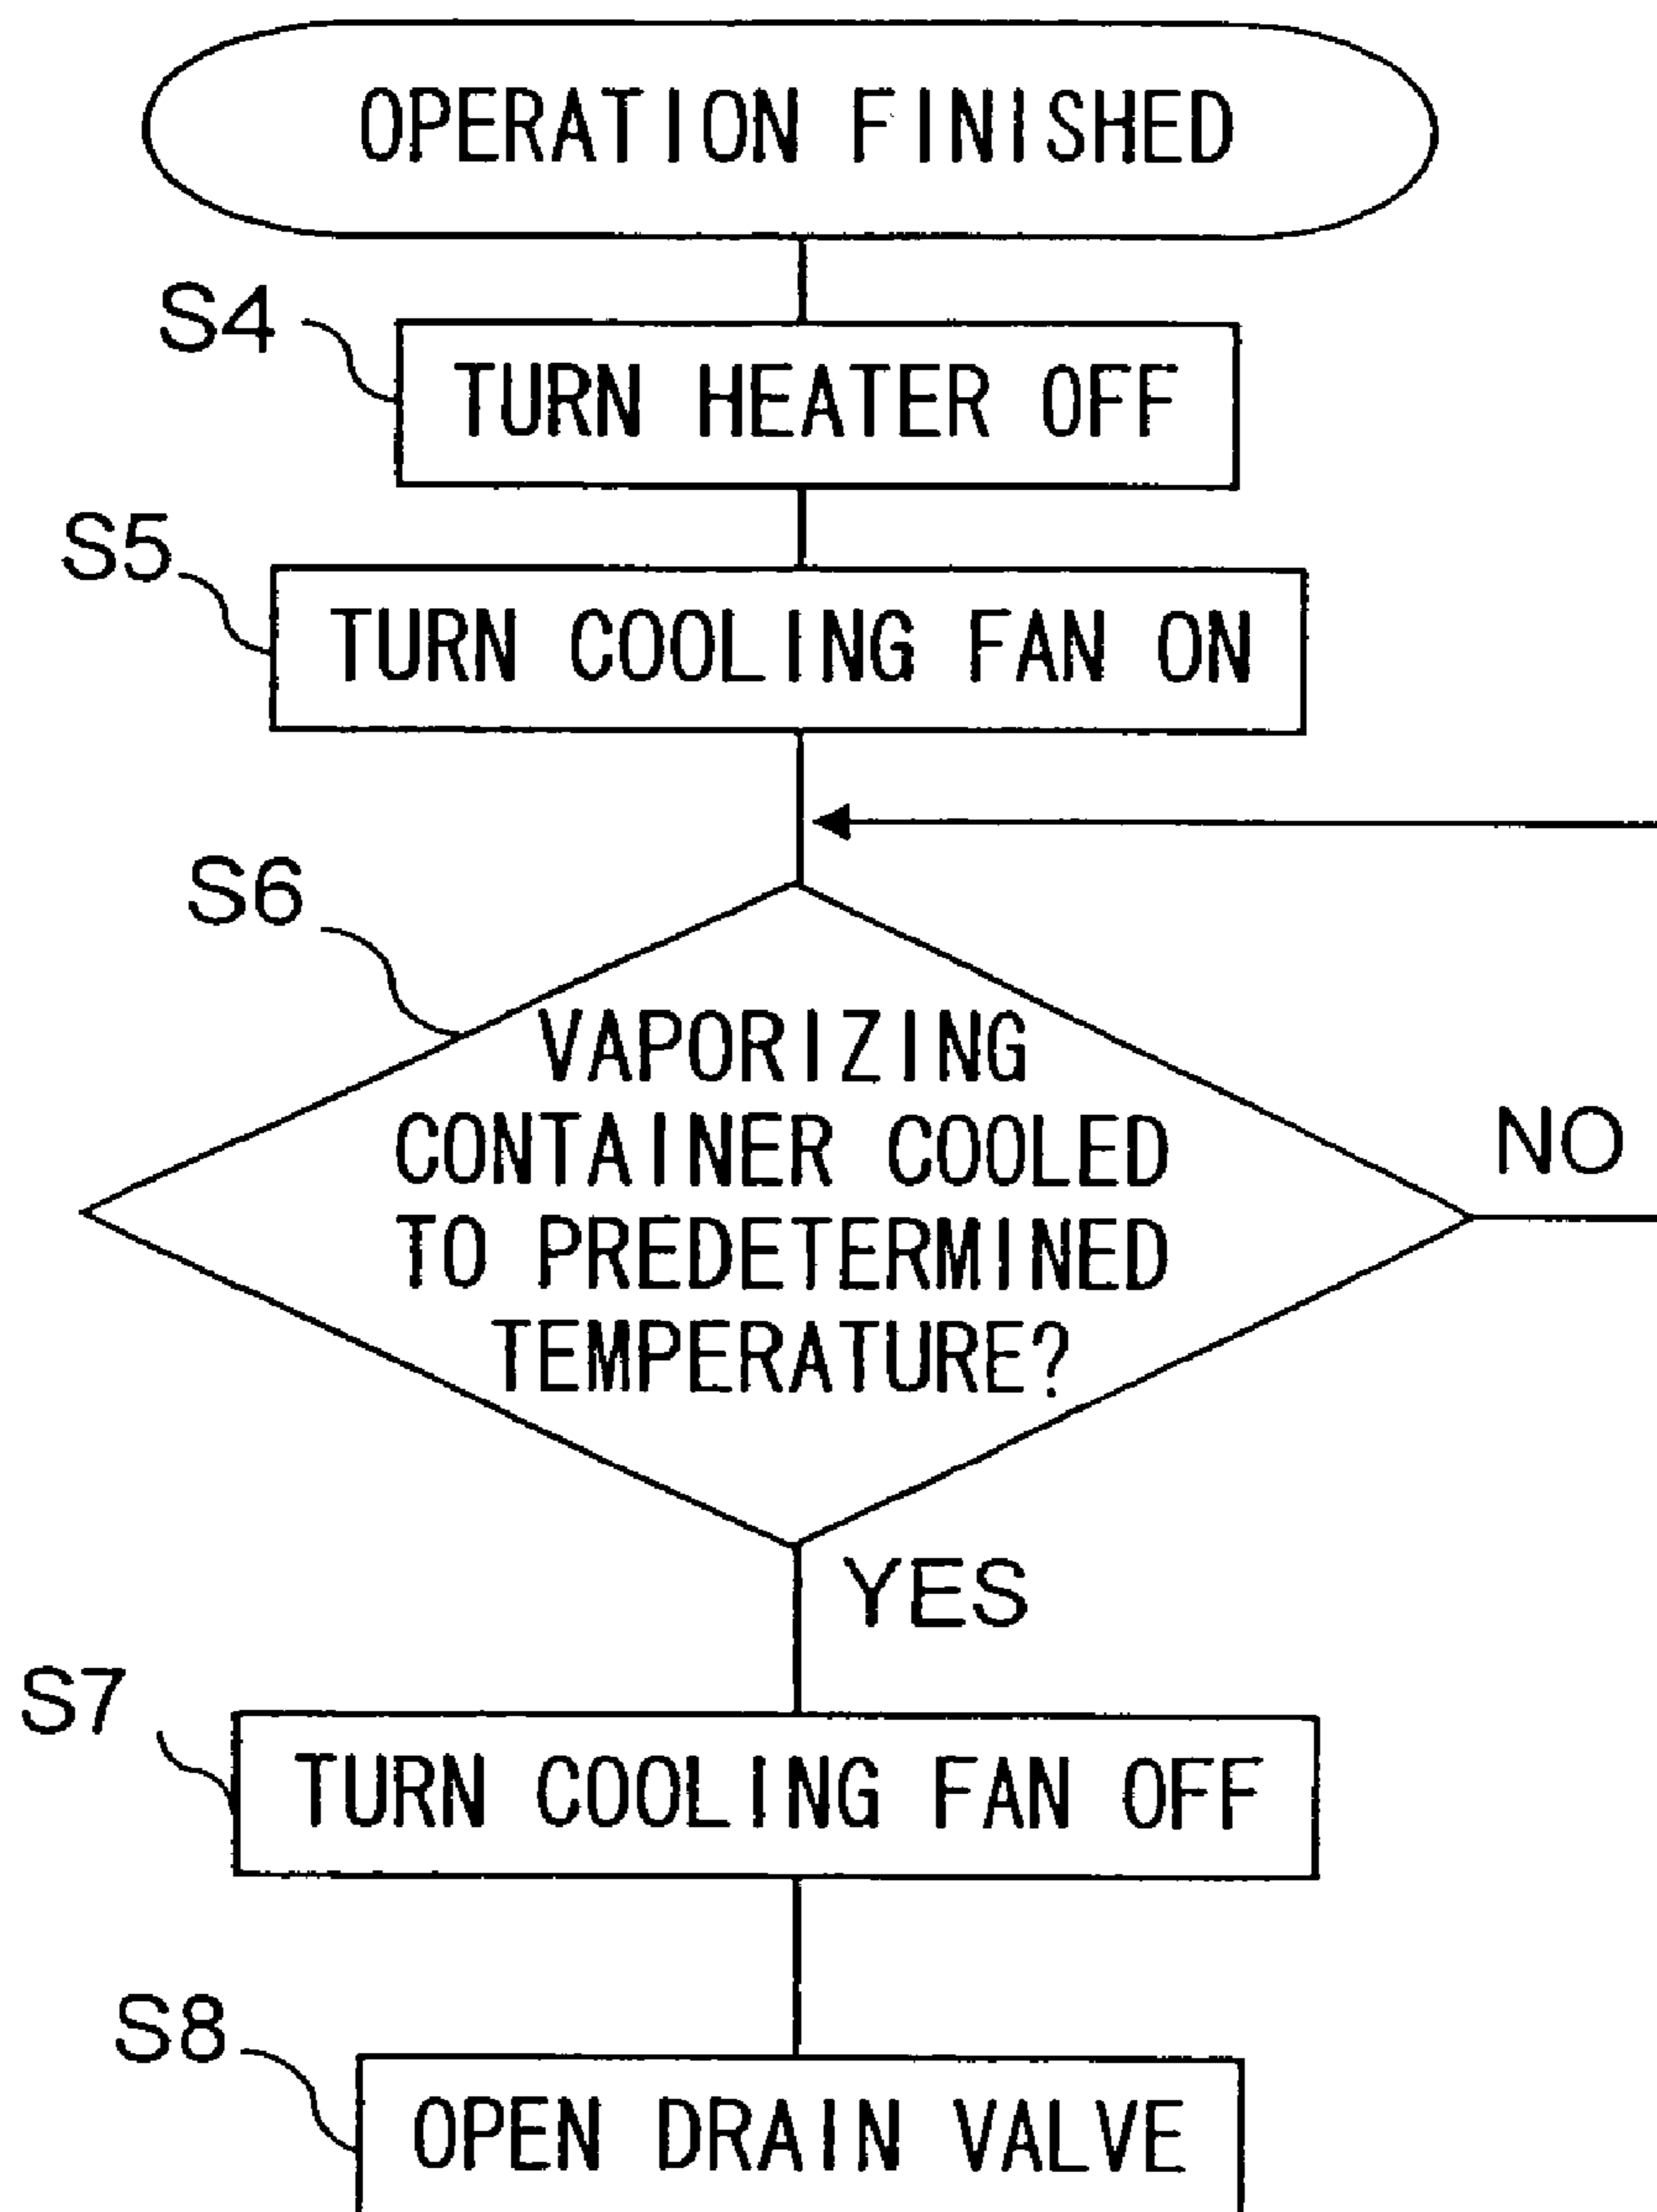 OPERATION FINISHED
S4
TURN HEATER OFF
S5
TURN COOLING FAN ON
S6
VAPORIZING
CONTAINER COOLED
TO PREDETERMINED
TEMPERATURE?
NO
YES
S7
TURN COOLING FAN OFF
S8
OPEN DRAIN VALVE